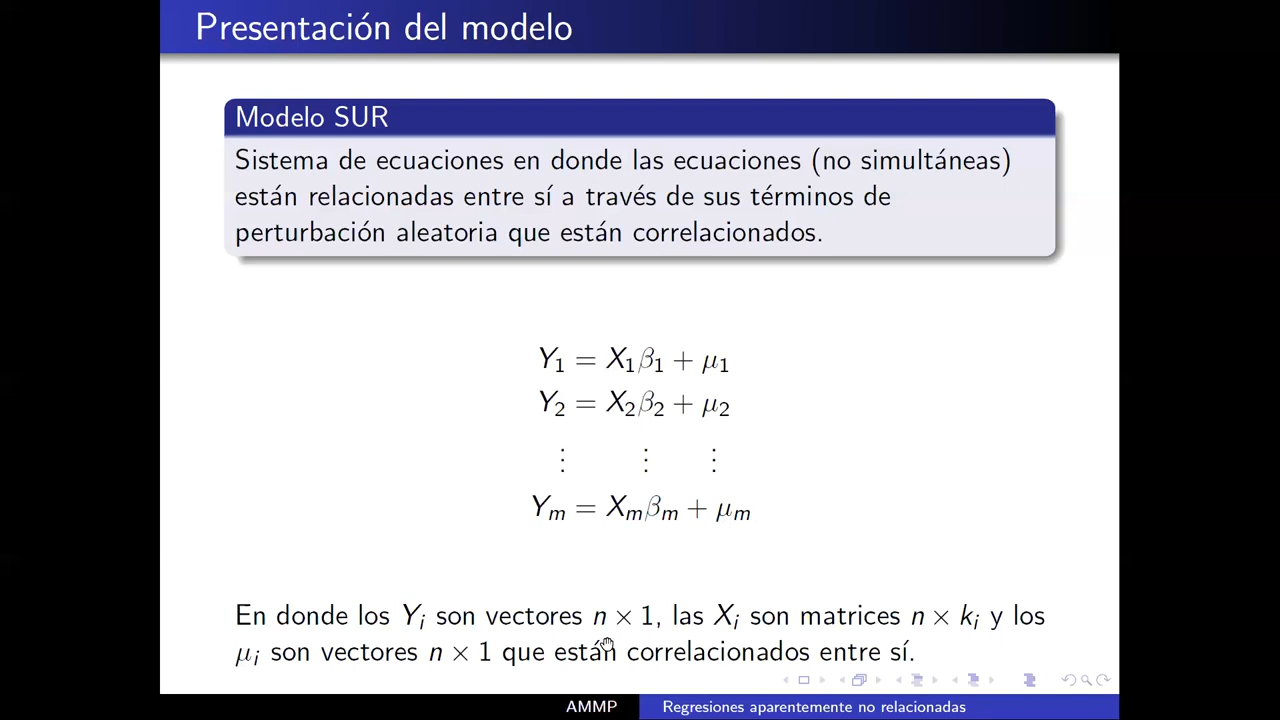 Presentación del modelo
Modelo SUR
Sistema de ecuaciones en donde las ecuaciones (no simultáneas)
están relacionadas entre sí a través de sus términos de
perturbación aleatoria que están correlacionados.
Y₁ = X₁β₁ + μ₁
Y₂ = X₂β₂ + μ₂
⋮ ⋮ ⋮
Yₘ = Xₘβₘ + μₘ
En donde los Yᵢ son vectores n × 1, las Xᵢ son matrices n × kᵢ y los
μᵢ son vectores n × 1 que están correlacionados entre sí.
AMMP Regresiones aparentemente no relacionadas